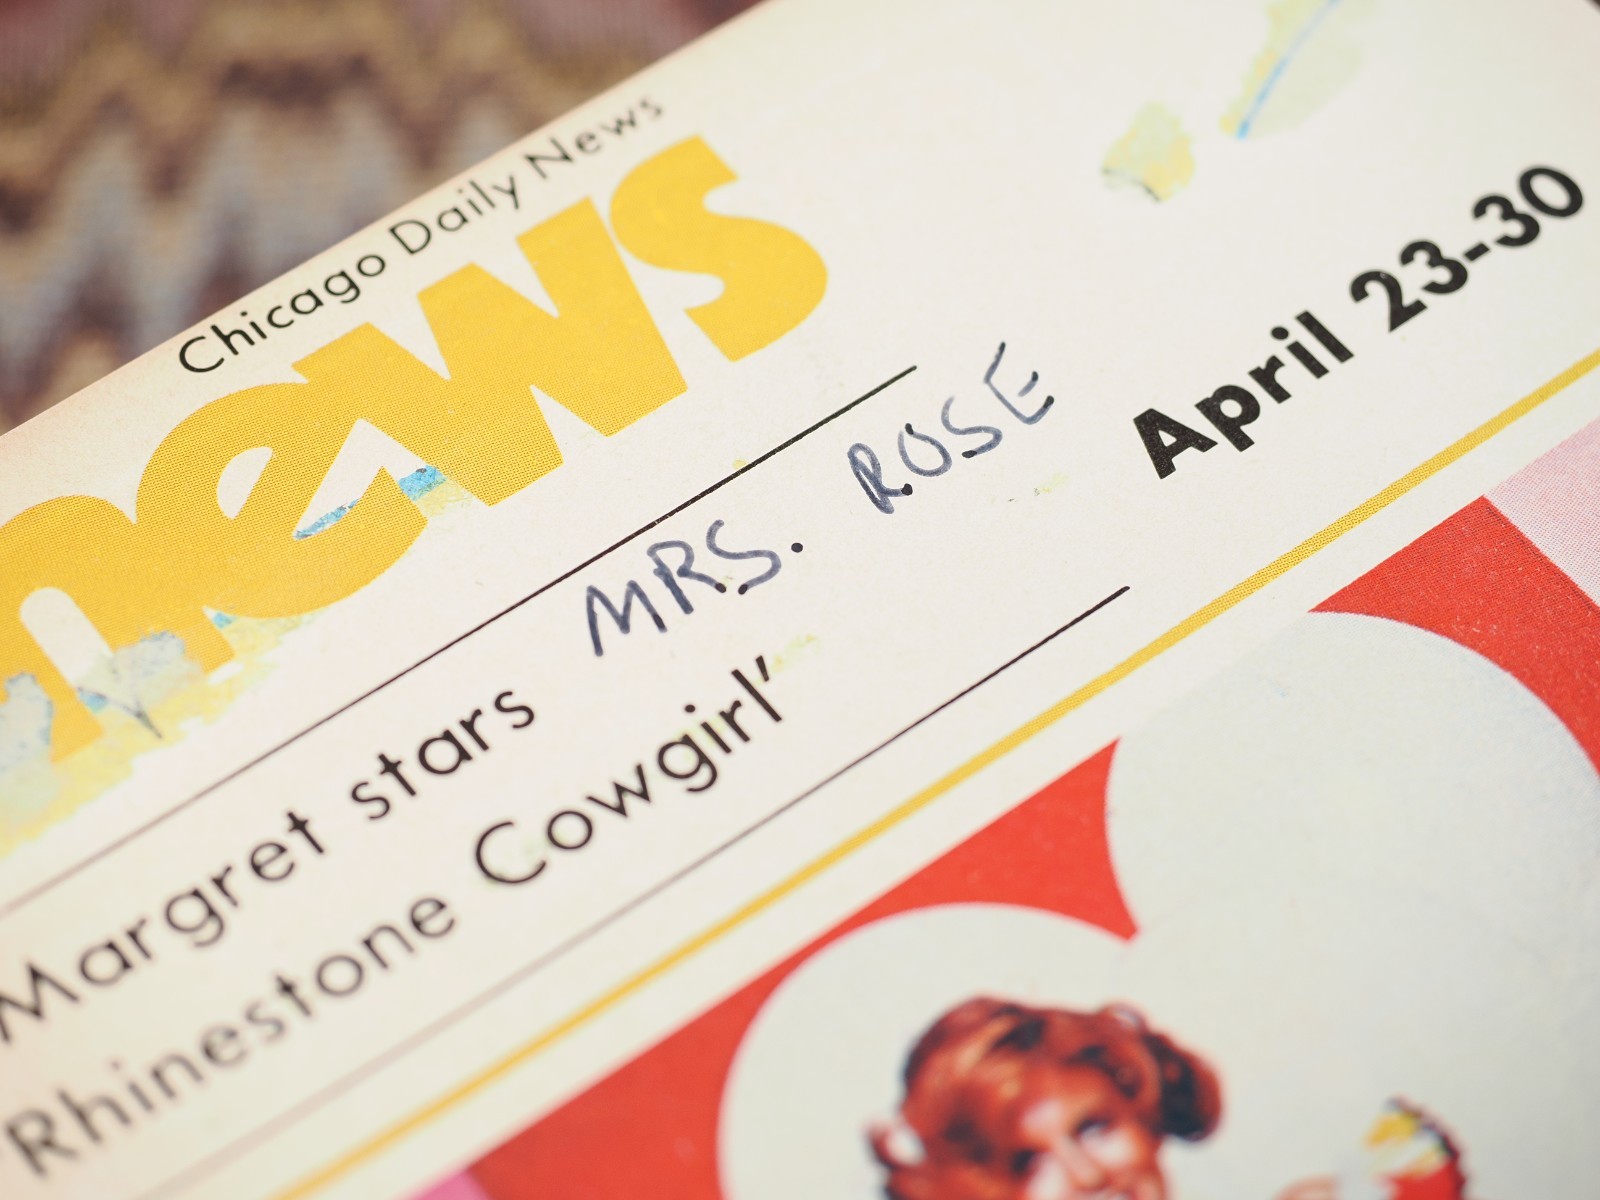 Chicago Daily News
news
April 23-30
MRS. ROSE
Margret stars
'Rhinestone Cowgirl'